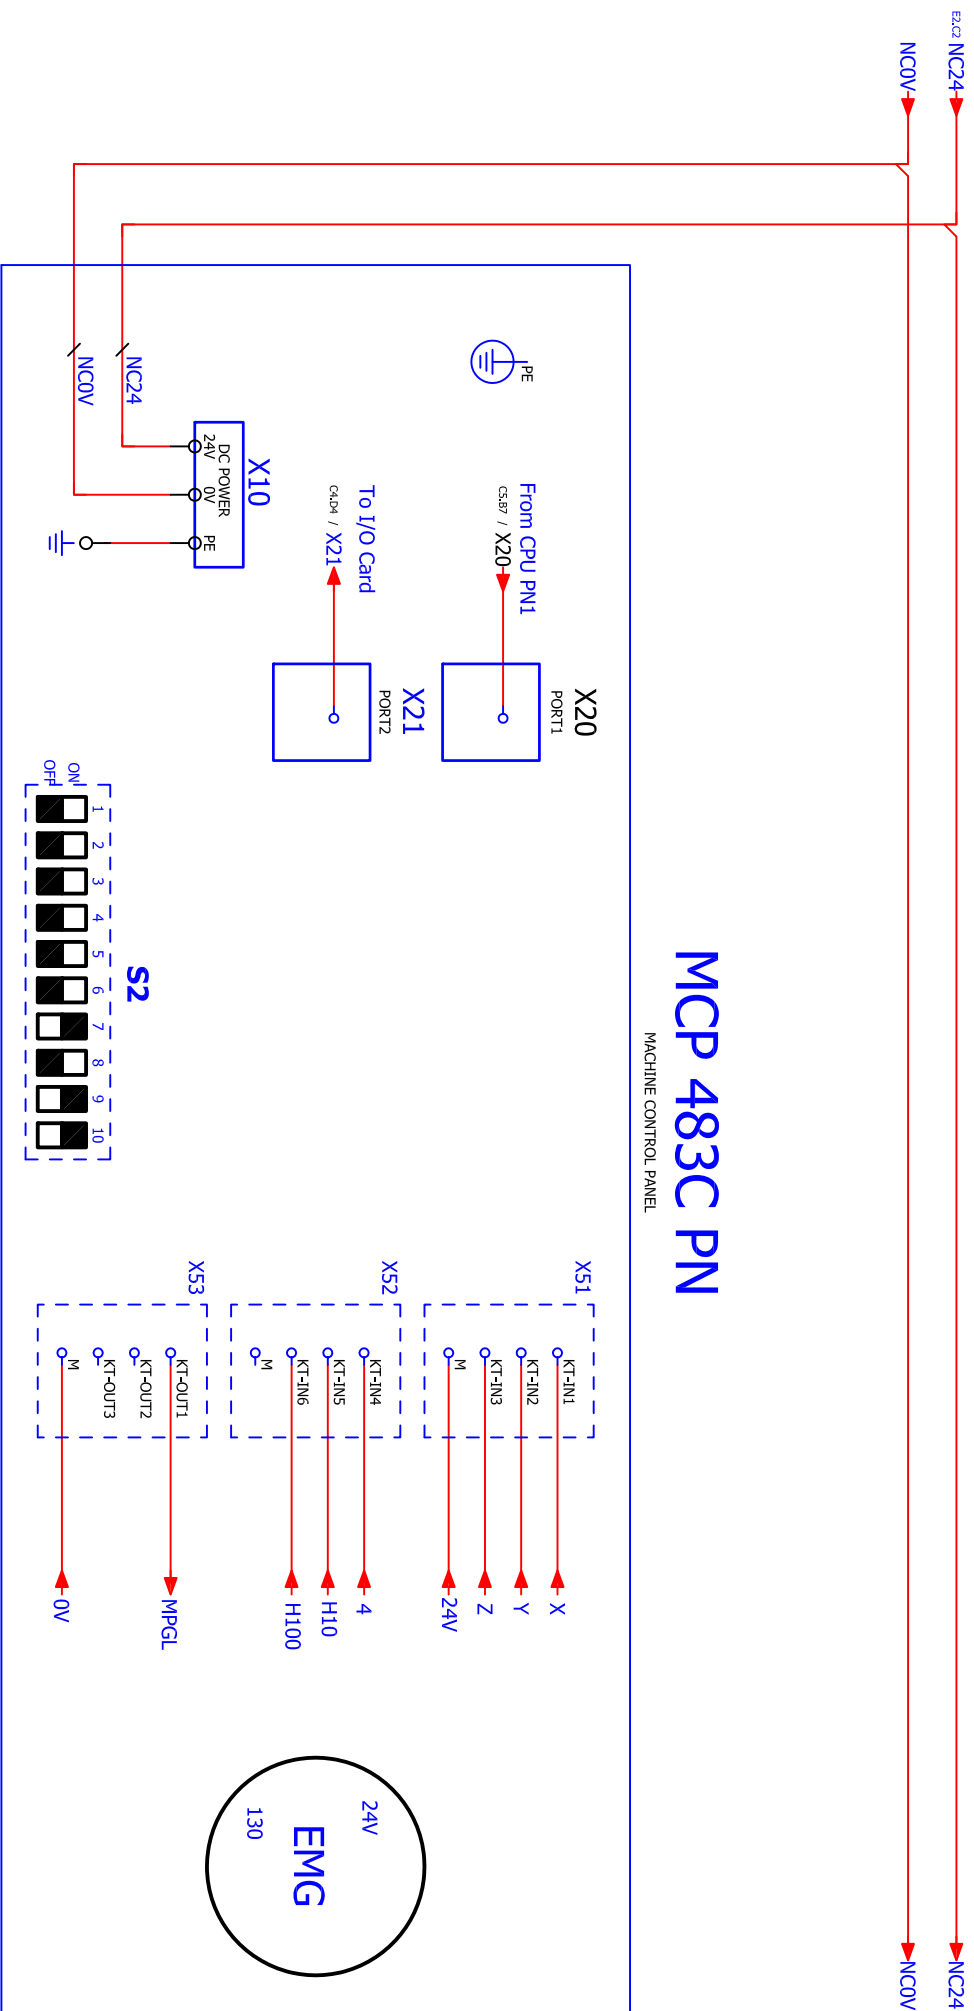 E2.C2 NC24
NC0V
NC24
NC0V
MCP 483C PN
MACHINE CONTROL PANEL
PE
From CPU PN1
C5.B7 / X20
X20
PORT1
To I/O Card
C4.D4 / X21
X21
PORT2
X10
DC POWER
24V 0V PE
NC24
NC0V
S2
1 2 3 4 5 6 7 8 9 10
ON
OFF
X51
KT-IN1 X
KT-IN2 Y
KT-IN3 Z
M 24V
X52
KT-IN4 4
KT-IN5 H10
KT-IN6 H100
M
X53
KT-OUT1 MPGL
KT-OUT2
KT-OUT3
M 0V
24V
EMG
130